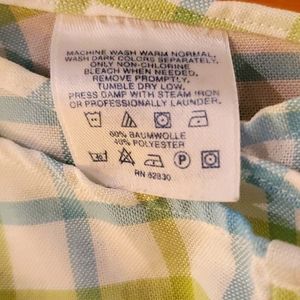 MACHINE WASH WARM NORMAL,
WASH DARK COLORS SEPARATELY,
ONLY NON-CHLORINE
BLEACH WHEN NEEDED,
REMOVE PROMPTLY.
TUMBLE DRY LOW,
PRESS DAMP WITH STEAM IRON
OR PROFESSIONALLY LAUNDER.
60% BAUMWOLLE
40% POLYESTER
P
RN